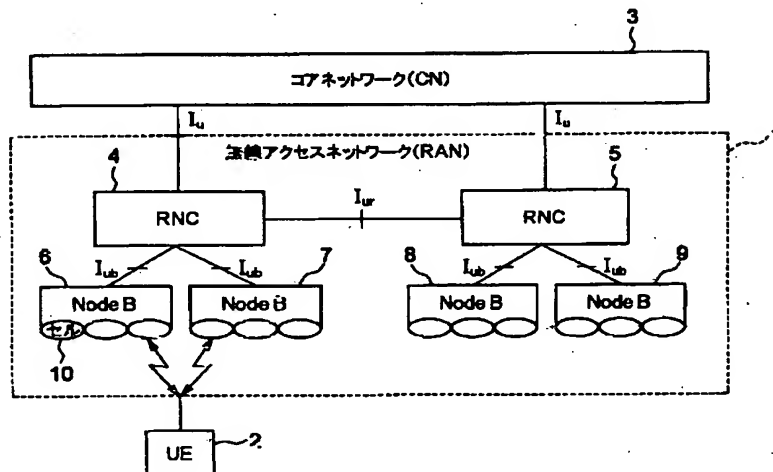 3
コアネットワーク(CN)
Iu
Iu
無線アクセスネットワーク(RAN)
4
5
RNC
Iur
RNC
6
Iub
Iub
7
8
Iub
Iub
9
Node B
Node B
Node B
Node B
セル
10
UE
2